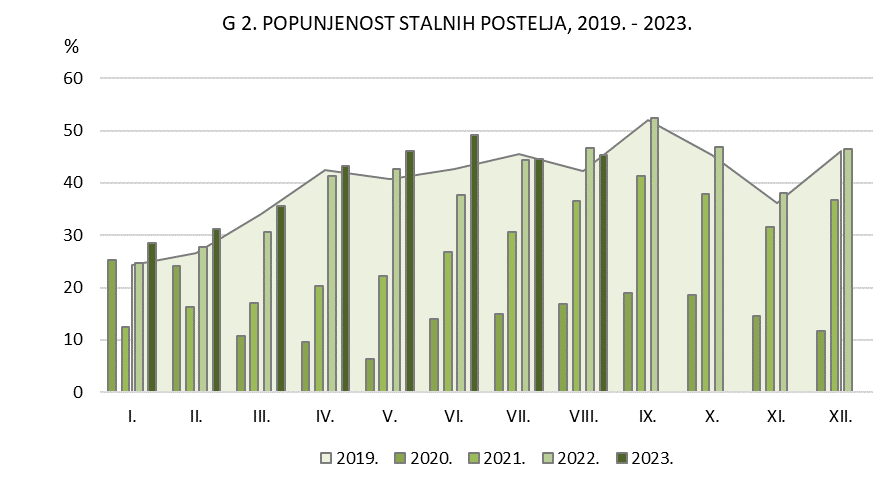 G 2. POPUNJENOST STALNIH POSTELJA, 2019. - 2023.
%
60
50
40
30
20
10
0
I. II. III. IV. V. VI. VII. VIII. IX. X. XI. XII.
2019. 2020. 2021. 2022. 2023.